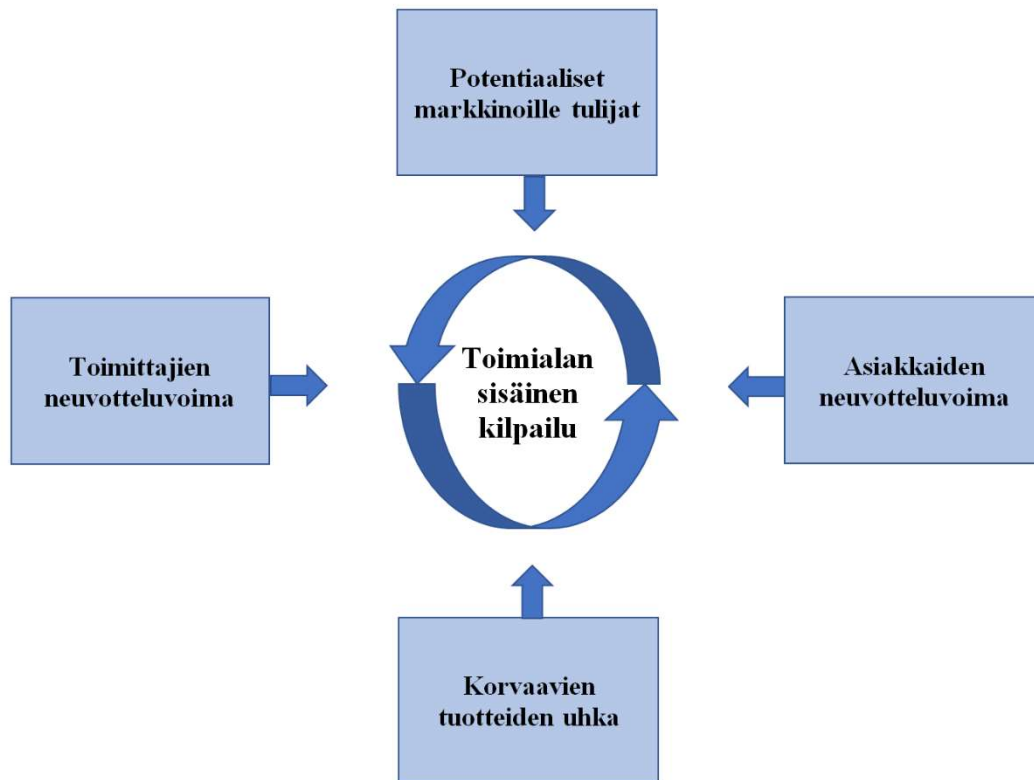 Potentiaaliset
markkinoille tulijat
Toimittajien
neuvotteluvoima
Toimialan
sisäinen
kilpailu
Asiakkaiden
neuvotteluvoima
Korvaavien
tuotteiden uhka